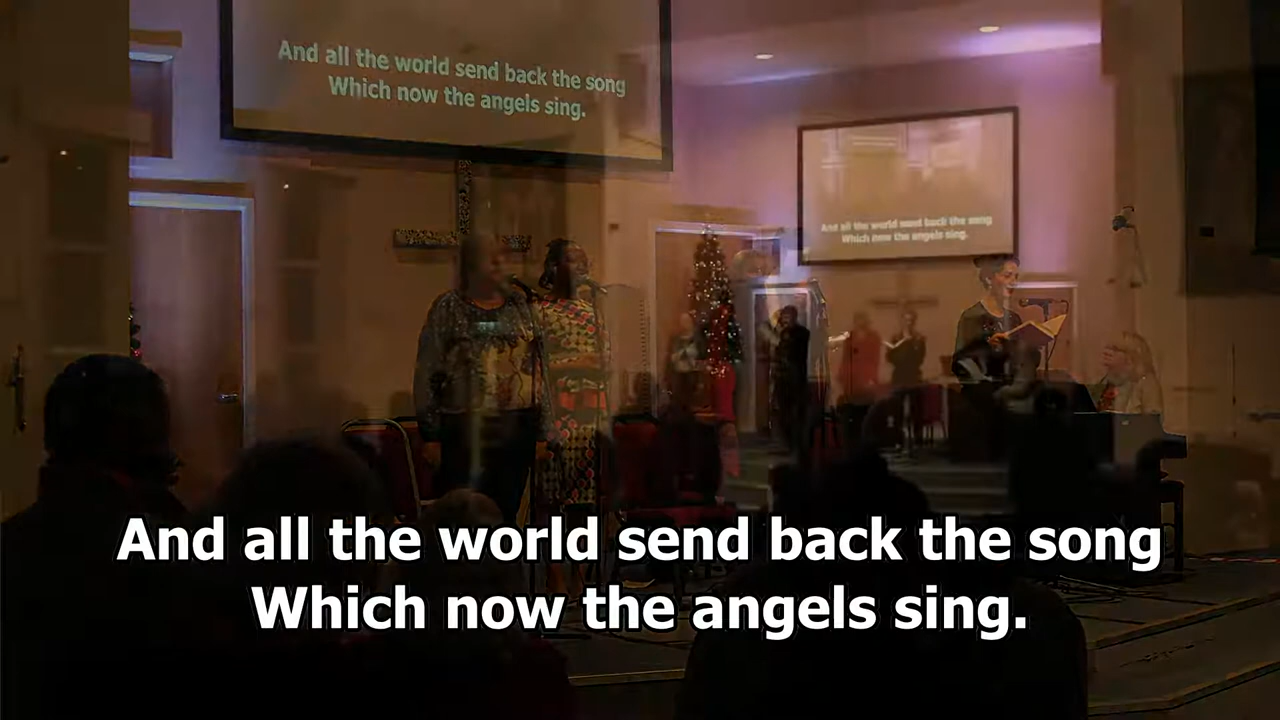 And all the world send back the song
Which now the angels sing.
And all the world send back the song
Which now the angels sing.
And all the world send back the song
Which now the angels sing.